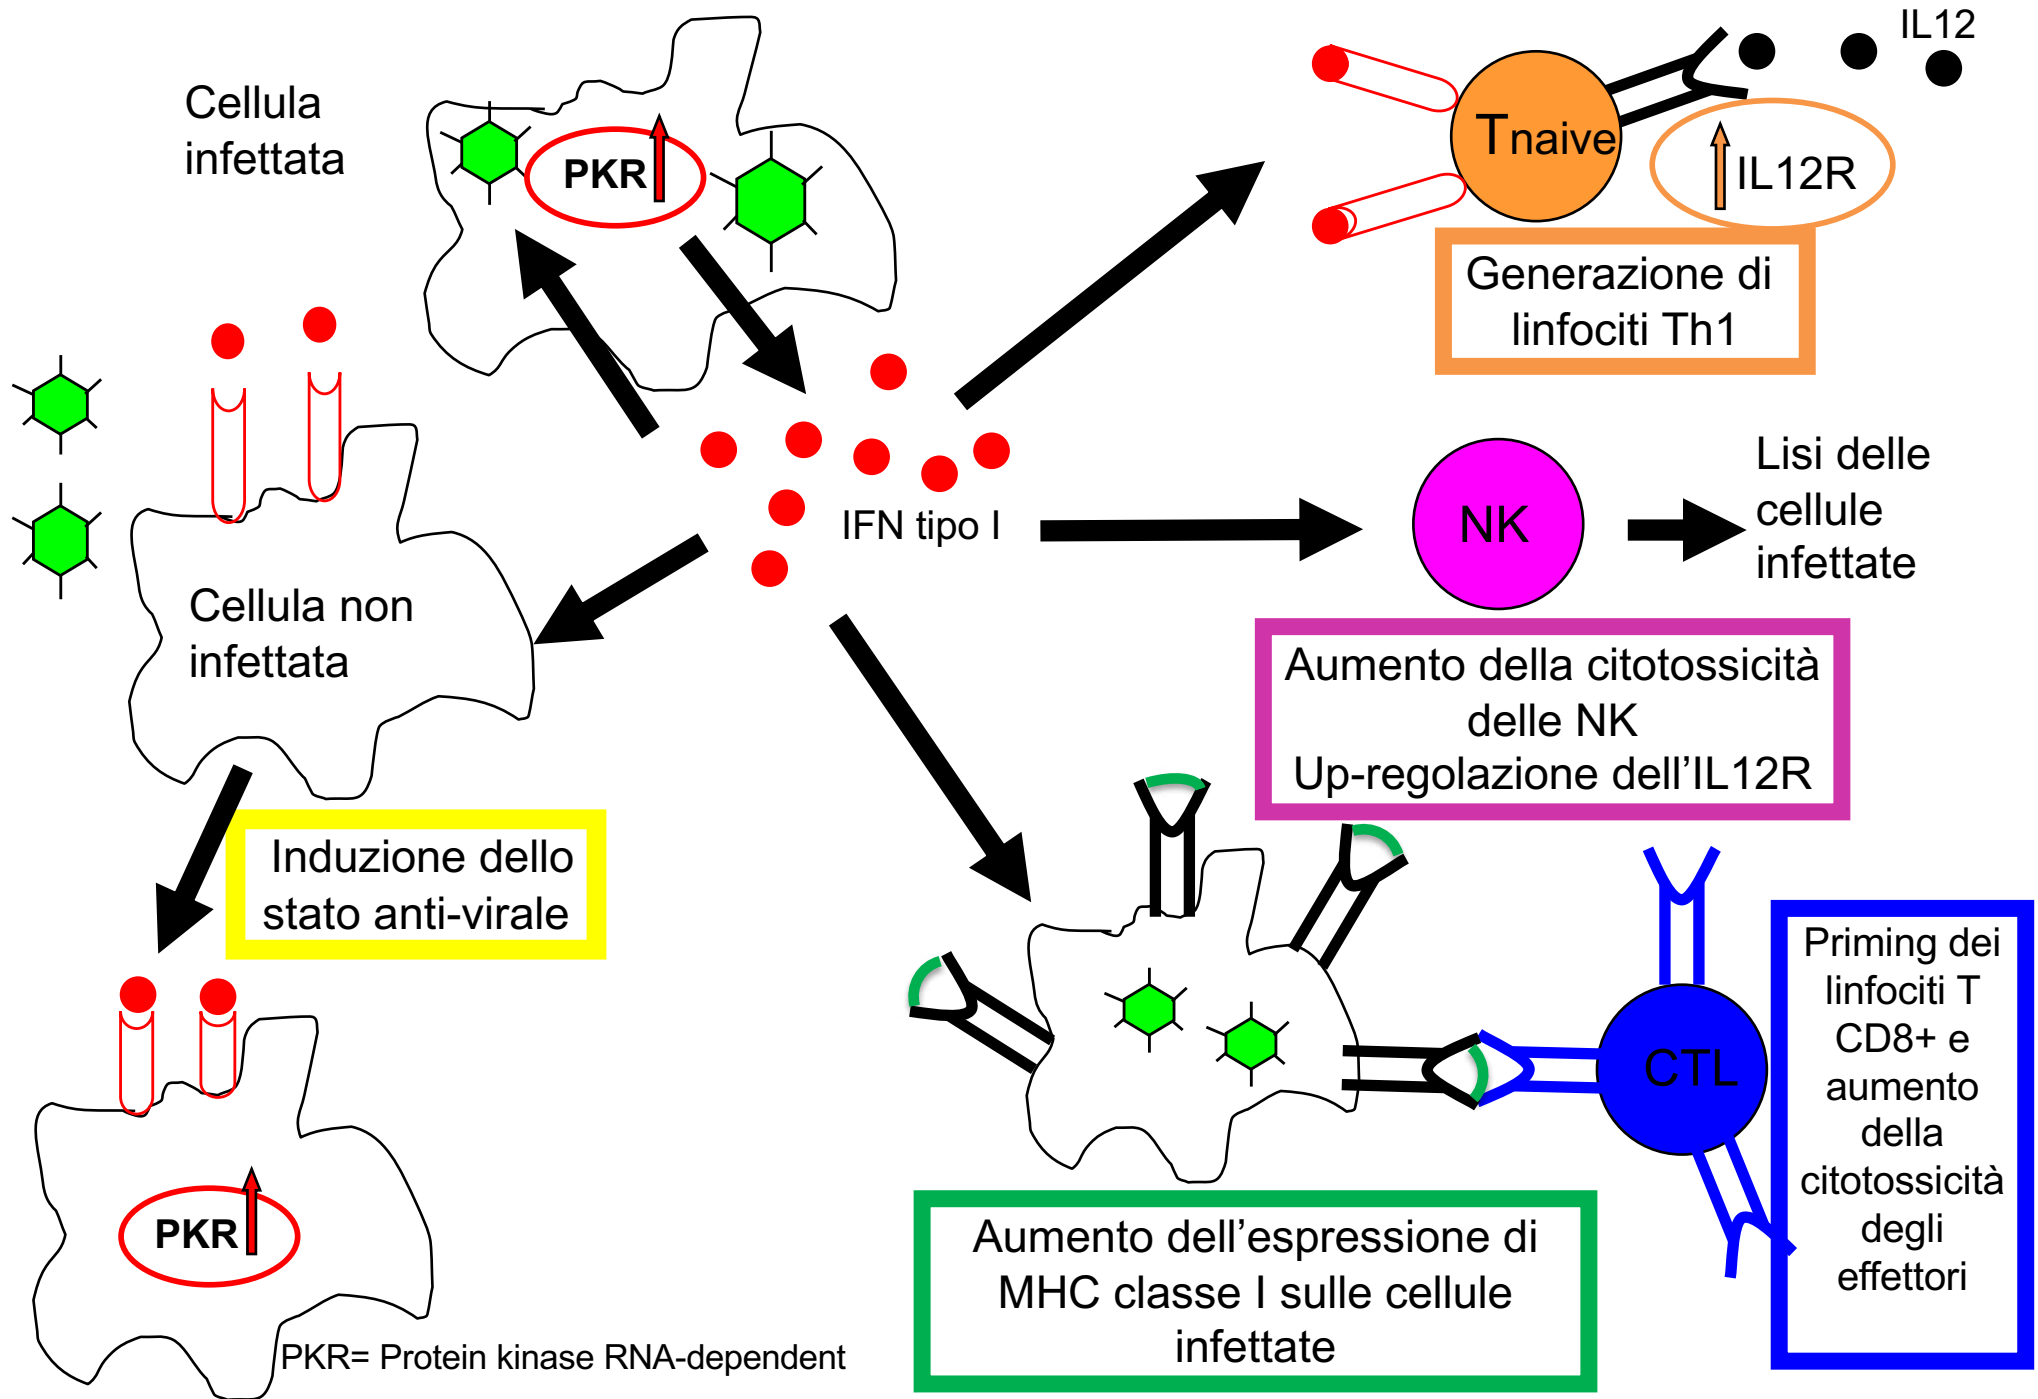 Cellula
infettata
PKR
IL12
Tnaive
IL12R
Generazione di
linfociti Th1
IFN tipo I
NK
Lisi delle
cellule
infettate
Cellula non
infettata
Aumento della citotossicità
delle NK
Up-regolazione dell’IL12R
Induzione dello
stato anti-virale
CTL
Priming dei
linfociti T
CD8+ e
aumento
della
citotossicità
degli
effettori
PKR
Aumento dell’espressione di
MHC classe I sulle cellule
infettate
PKR= Protein kinase RNA-dependent